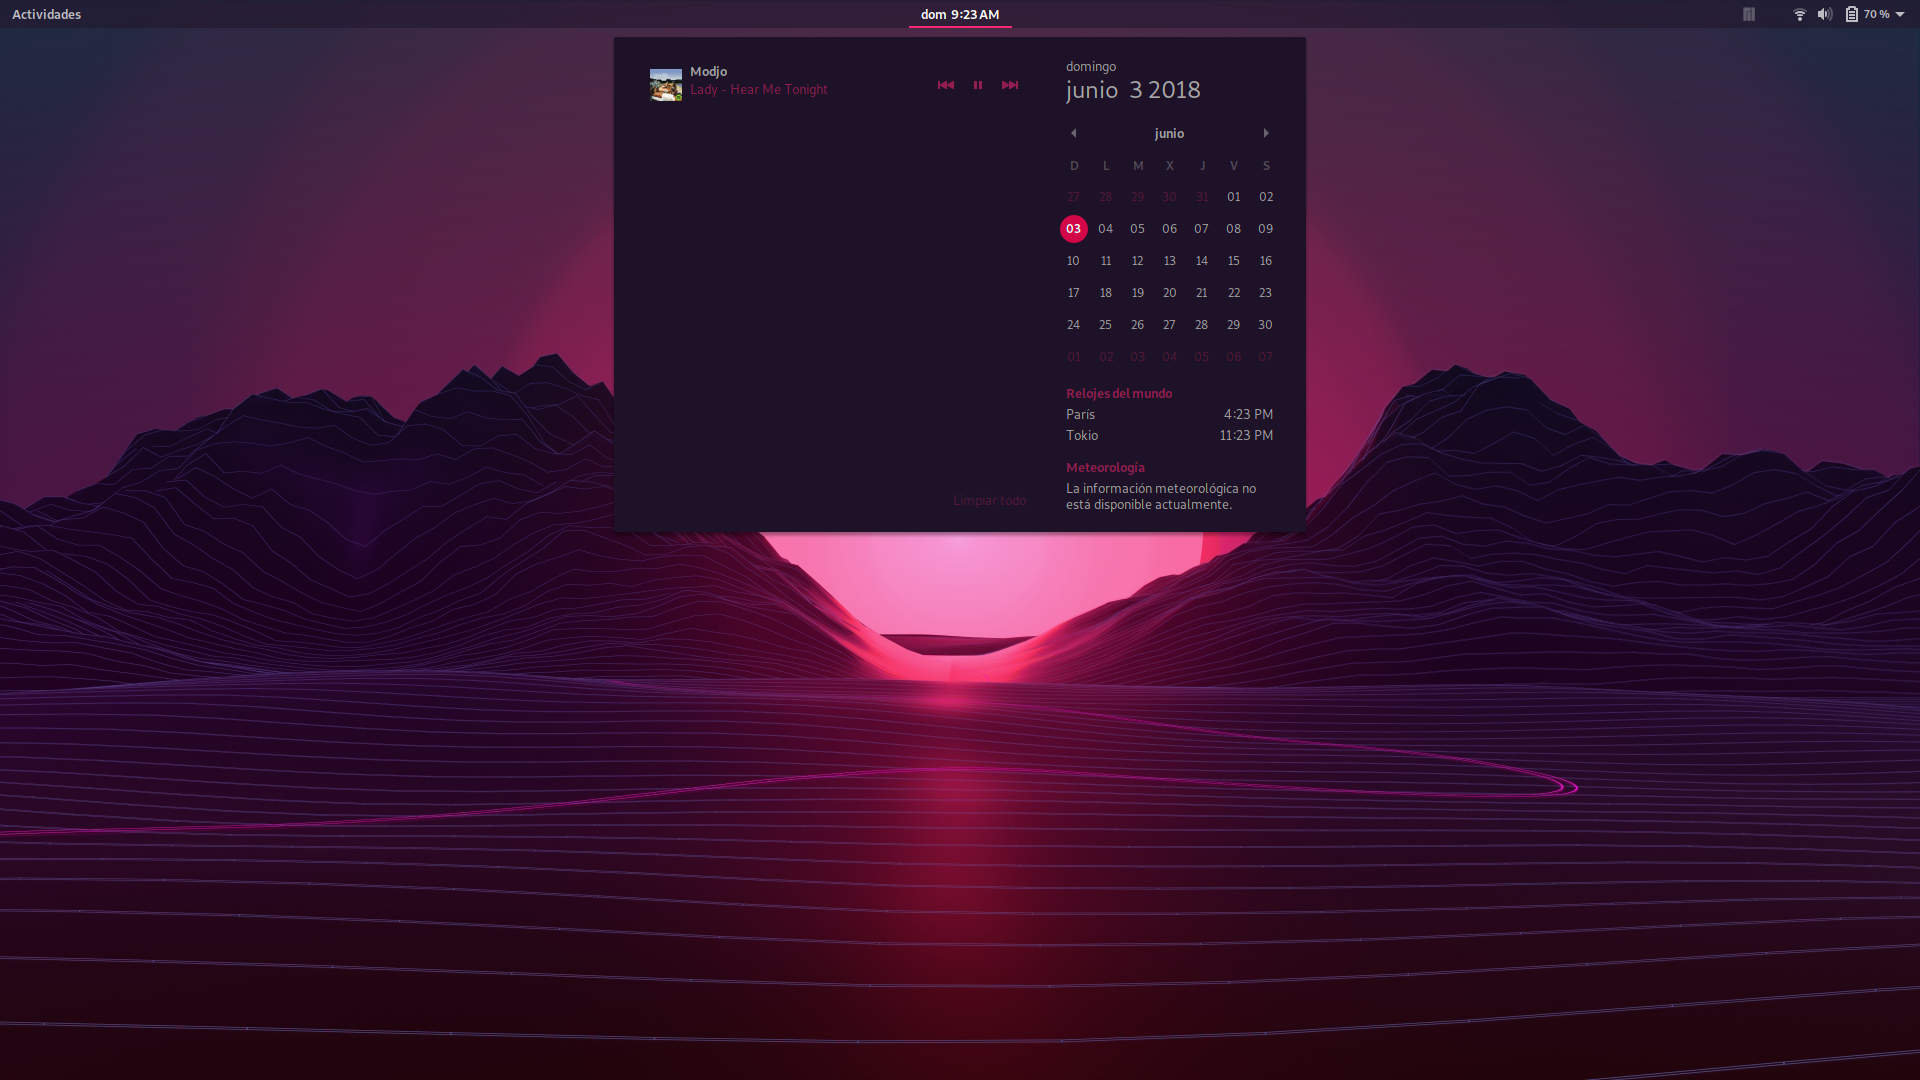 Actividades
dom 9:23 AM
70 %
Modjo
Lady - Hear Me Tonight
Limpiar todo
domingo
junio 3 2018
junio
D L M X J V S
27 28 29 30 31 01 02
03 04 05 06 07 08 09
10 11 12 13 14 15 16
17 18 19 20 21 22 23
24 25 26 27 28 29 30
01 02 03 04 05 06 07
Relojes del mundo
París 4:23 PM
Tokio 11:23 PM
Meteorología
La información meteorológica no
está disponible actualmente.